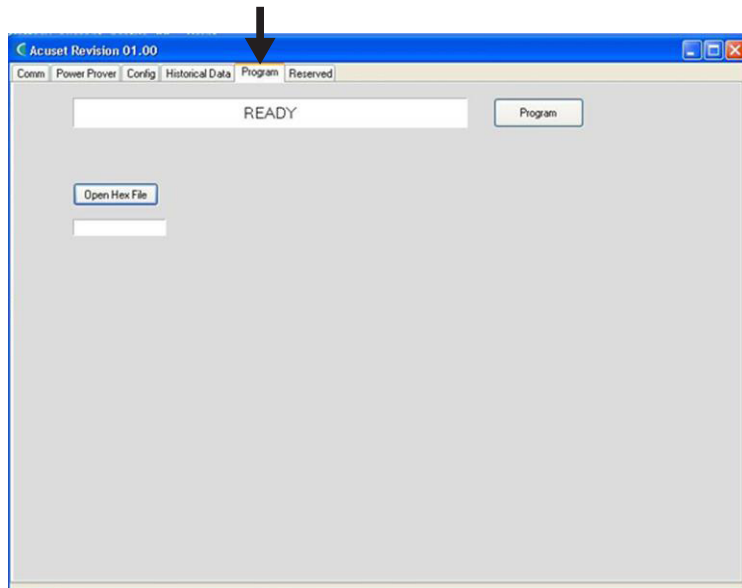 Acuset Revision 01.00
Comm Power Prover Config Historical Data Program Reserved
READY Program
Open Hex File